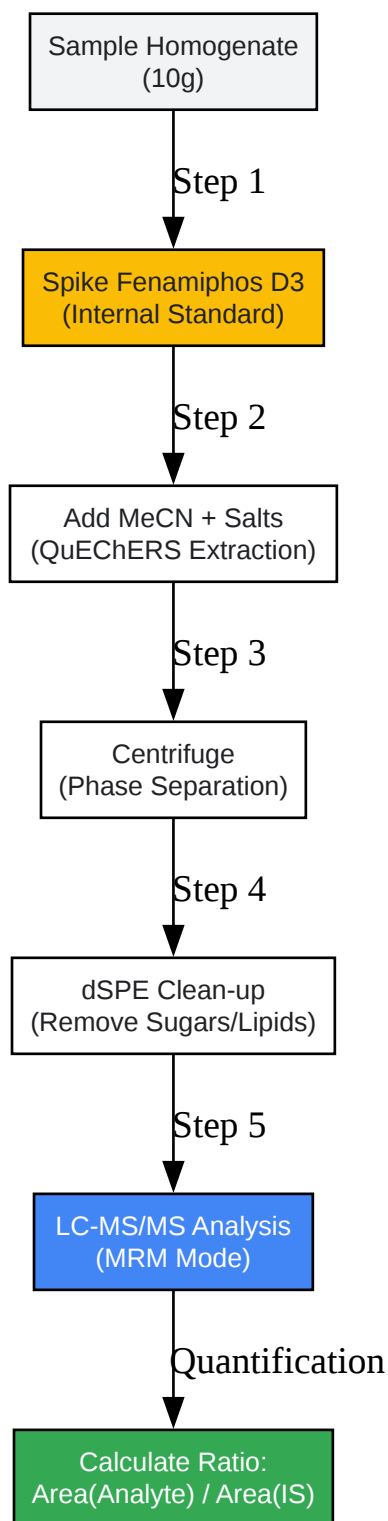 Sample Homogenate
(10g)
Step 1
Spike Fenamiphos D3
(Internal Standard)
Step 2
Add MeCN + Salts
(QuEChERS Extraction)
Step 3
Centrifuge
(Phase Separation)
Step 4
dSPE Clean-up
(Remove Sugars/Lipids)
Step 5
LC-MS/MS Analysis
(MRM Mode)
Quantification
Calculate Ratio:
Area(Analyte) / Area(IS)